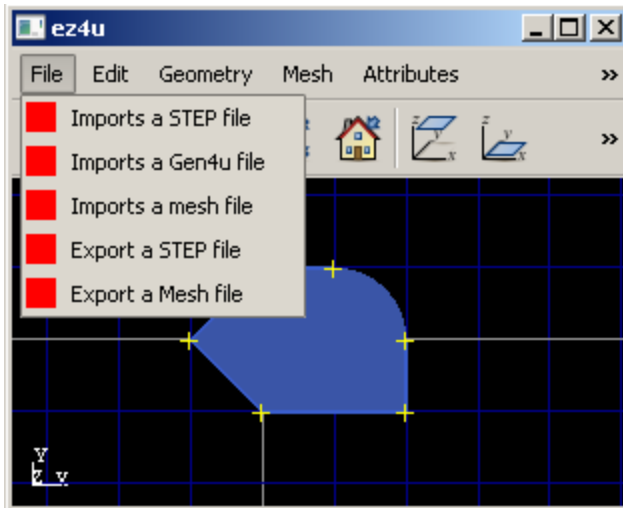 ez4u
File Edit Geometry Mesh Attributes »
Imports a STEP file
Imports a Gen4u file
Imports a mesh file
Export a STEP file
Export a Mesh file
z y x
z y x
»
Y
Z